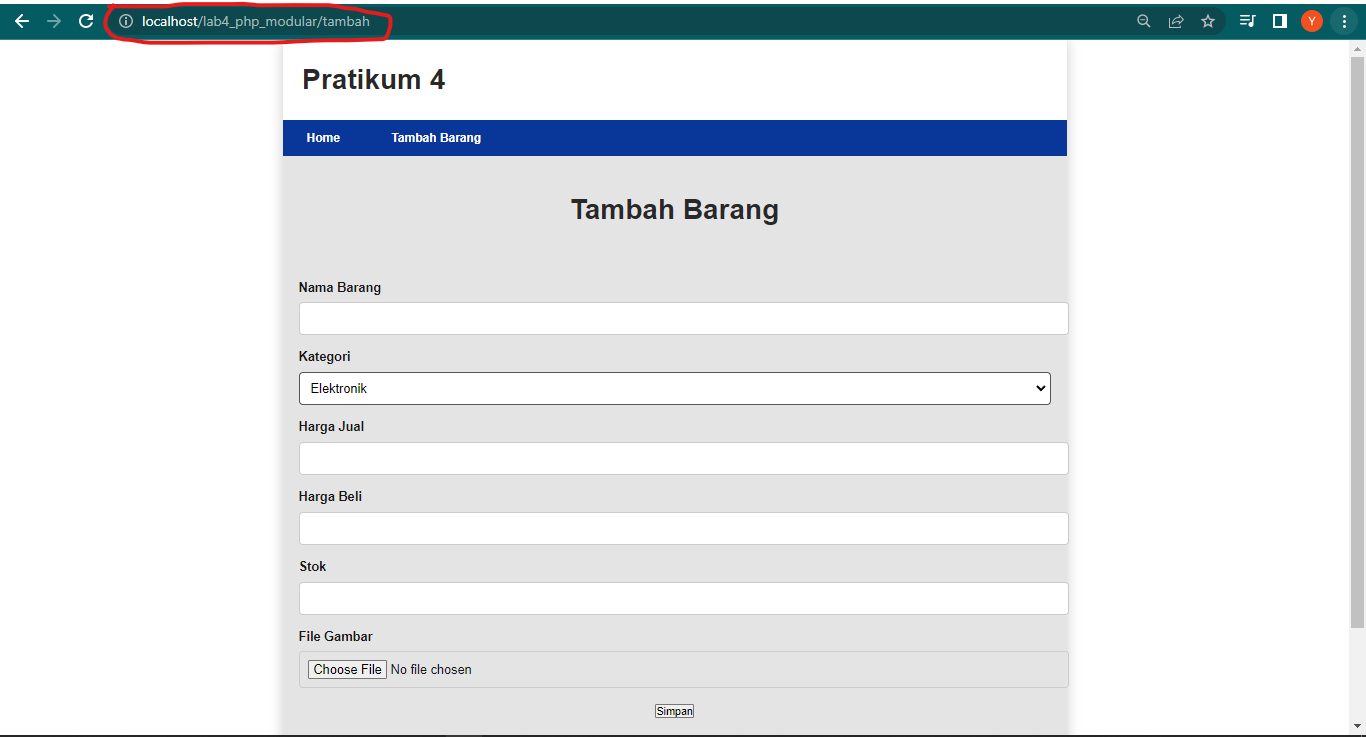 localhost/lab4_php_modular/tambah
Y
Pratikum 4
Home Tambah Barang
Tambah Barang
Nama Barang
Kategori
Elektronik
Harga Jual
Harga Beli
Stok
File Gambar
Choose File No file chosen
Simpan